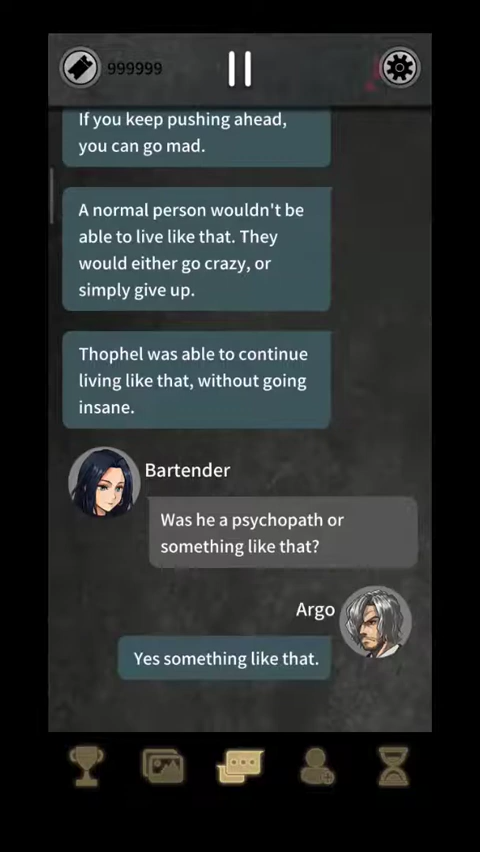 999999
If you keep pushing ahead,
you can go mad.
A normal person wouldn't be
able to live like that. They
would either go crazy, or
simply give up.
Thophel was able to continue
living like that, without going
insane.
Bartender
Was he a psychopath or
something like that?
Argo
Yes something like that.